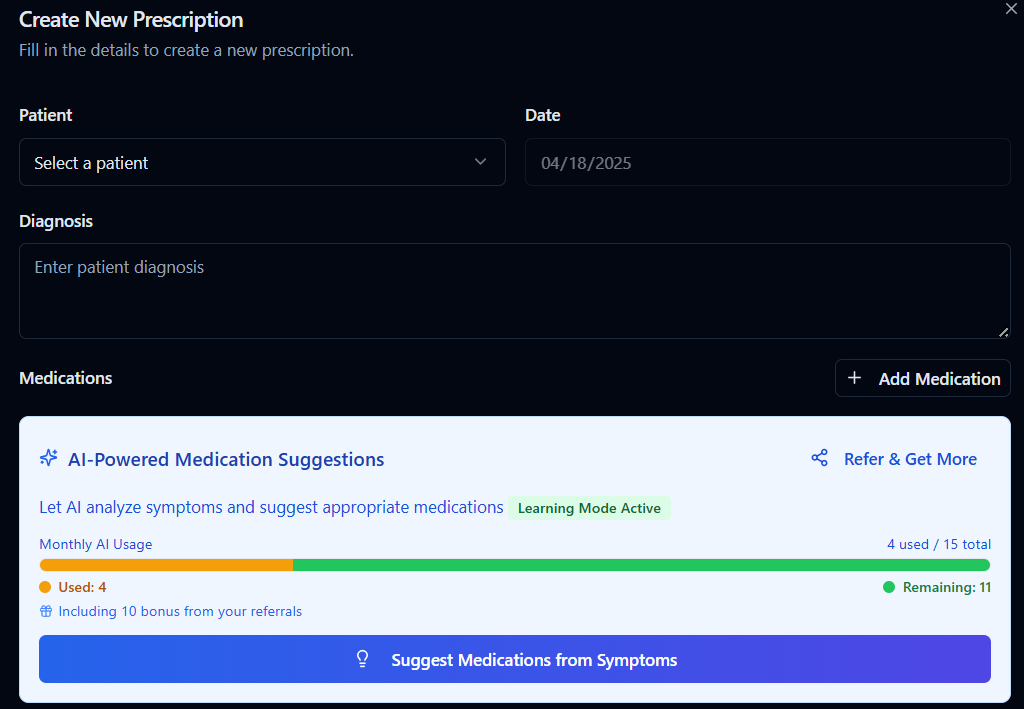 Create New Prescription
Fill in the details to create a new prescription.
Patient
Date
Select a patient
04/18/2025
Diagnosis
Enter patient diagnosis
Medications
Add Medication
AI-Powered Medication Suggestions
Refer & Get More
Let AI analyze symptoms and suggest appropriate medications Learning Mode Active
Monthly AI Usage
4 used / 15 total
Used: 4
Remaining: 11
Including 10 bonus from your referrals
Suggest Medications from Symptoms